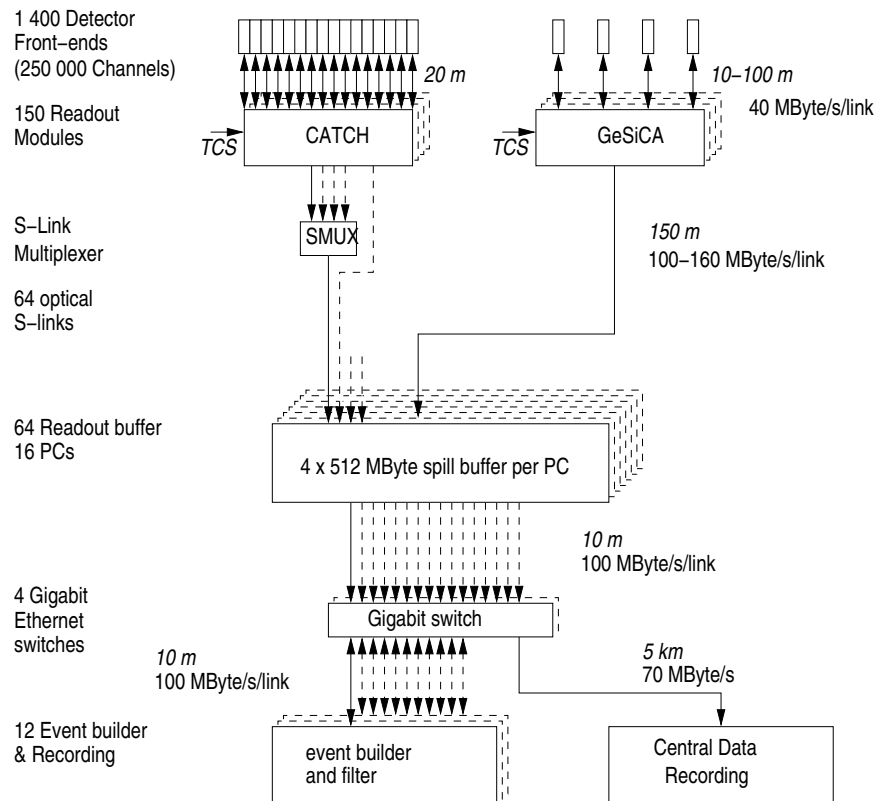 1 400 Detector
Front−ends
(250 000 Channels)
20 m
10−100 m
40 MByte/s/link
150 Readout
Modules
TCS
CATCH
TCS
GeSiCA
S−Link
Multiplexer
SMUX
150 m
100−160 MByte/s/link
64 optical
S−links
64 Readout buffer
16 PCs
4 x 512 MByte spill buffer per PC
10 m
100 MByte/s/link
4 Gigabit
Ethernet
switches
Gigabit switch
10 m
100 MByte/s/link
5 km
70 MByte/s
12 Event builder
& Recording
event builder
and filter
Central Data
Recording